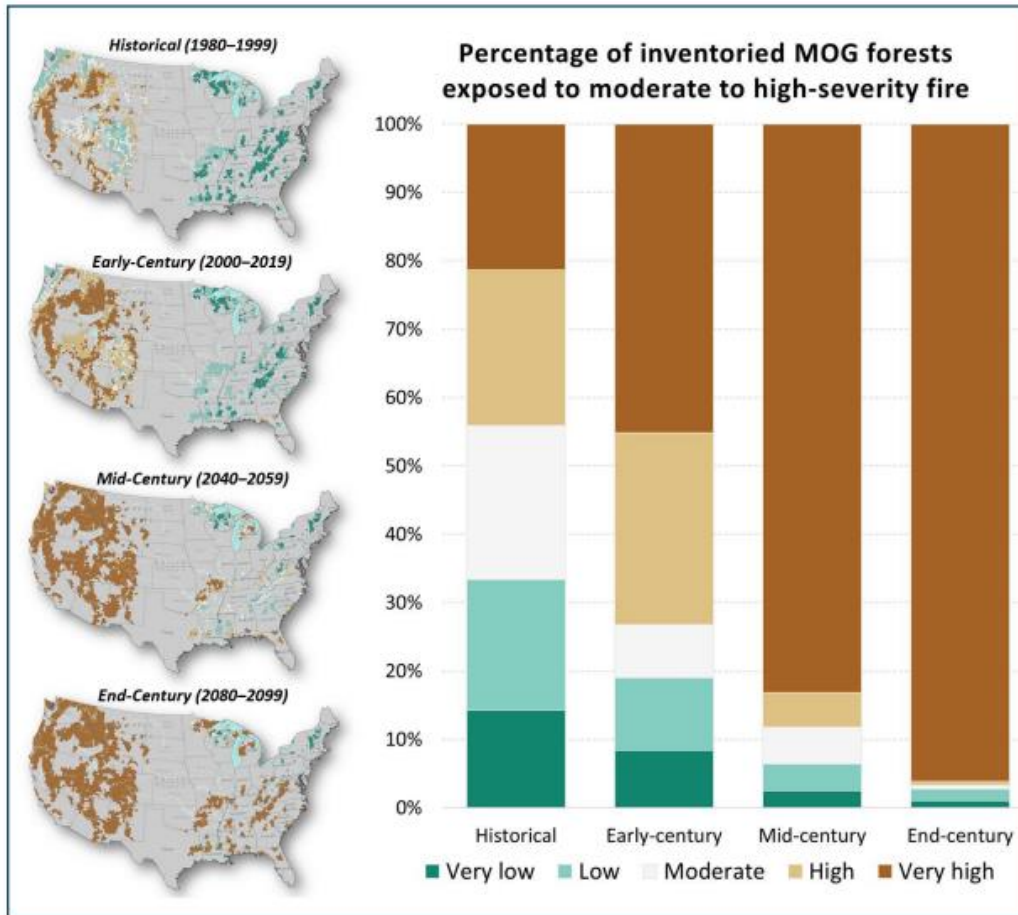 Historical (1980–1999)
Early-Century (2000–2019)
Mid-Century (2040–2059)
End-Century (2080–2099)
Percentage of inventoried MOG forests
exposed to moderate to high-severity fire
100%
90%
80%
70%
60%
50%
40%
30%
20%
10%
0%
Historical Early-century Mid-century End-century
Very low Low Moderate High Very high